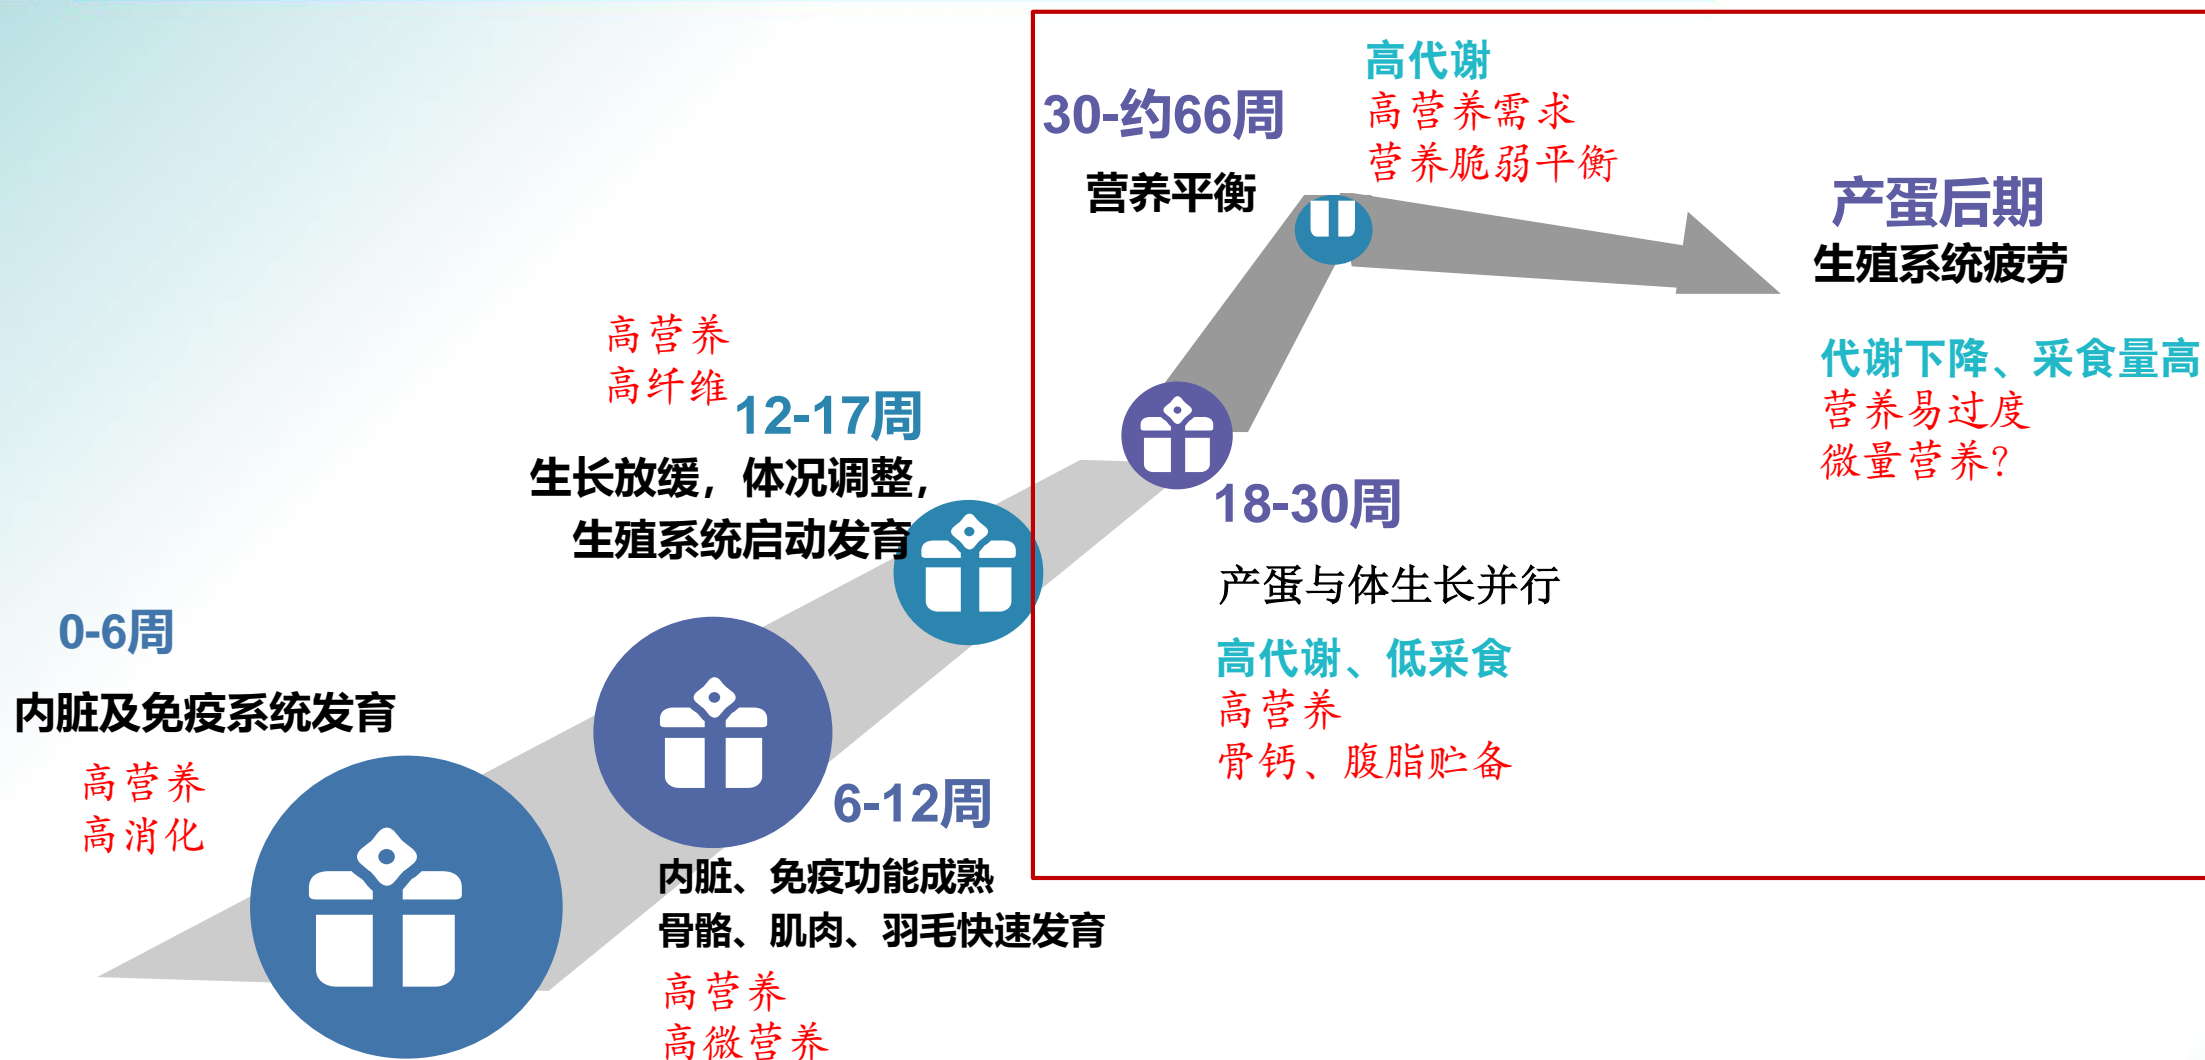 0-6周
内脏及免疫系统发育
高营养
高消化
6-12周
内脏、免疫功能成熟
骨骼、肌肉、羽毛快速发育
高营养
高微营养
高营养
高纤维
12-17周
生长放缓，体况调整，
生殖系统启动发育
18-30周
产蛋与体生长并行
高代谢、低采食
高营养
骨钙、腹脂贮备
30-约66周
营养平衡
高代谢
高营养需求
营养脆弱平衡
产蛋后期
生殖系统疲劳
代谢下降、采食量高
营养易过度
微量营养?